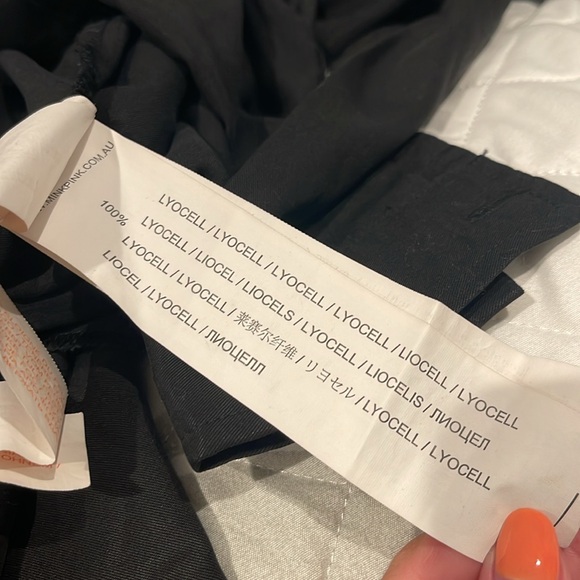 .MINKPINK.COM.AU
100%
LYOCELL / LYOCELL / LYOCELL / LYOCELL / LIOCELL / LYOCELL
LYOCELL / LIOCEL / LIOCELS / LYOCELL / LIOCELIS / ЛИОЦЕЛ
LYOCELL / LYOCELL / 莱赛尔纤维 / リヨセル / LYOCELL / LYOCELL
LIOCEL / LYOCELL / ЛИОЦЕЛЛ